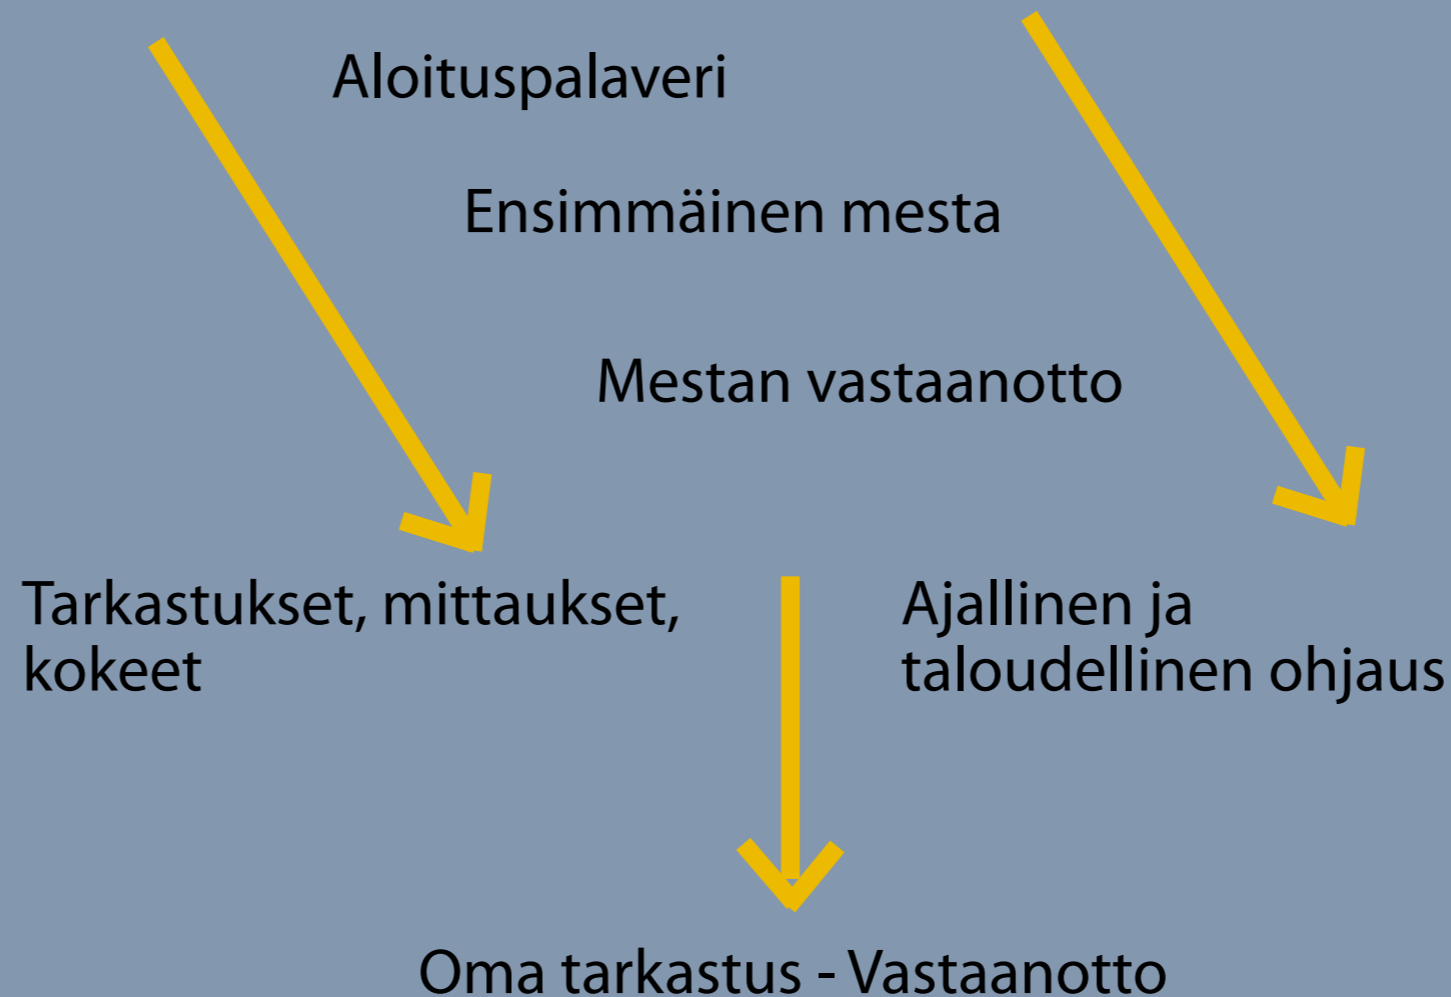 Aloituspalaveri
Ensimmäinen mesta
Mestan vastaanotto
Tarkastukset, mittaukset,
kokeet
Ajallinen ja
taloudellinen ohjaus
Oma tarkastus - Vastaanotto